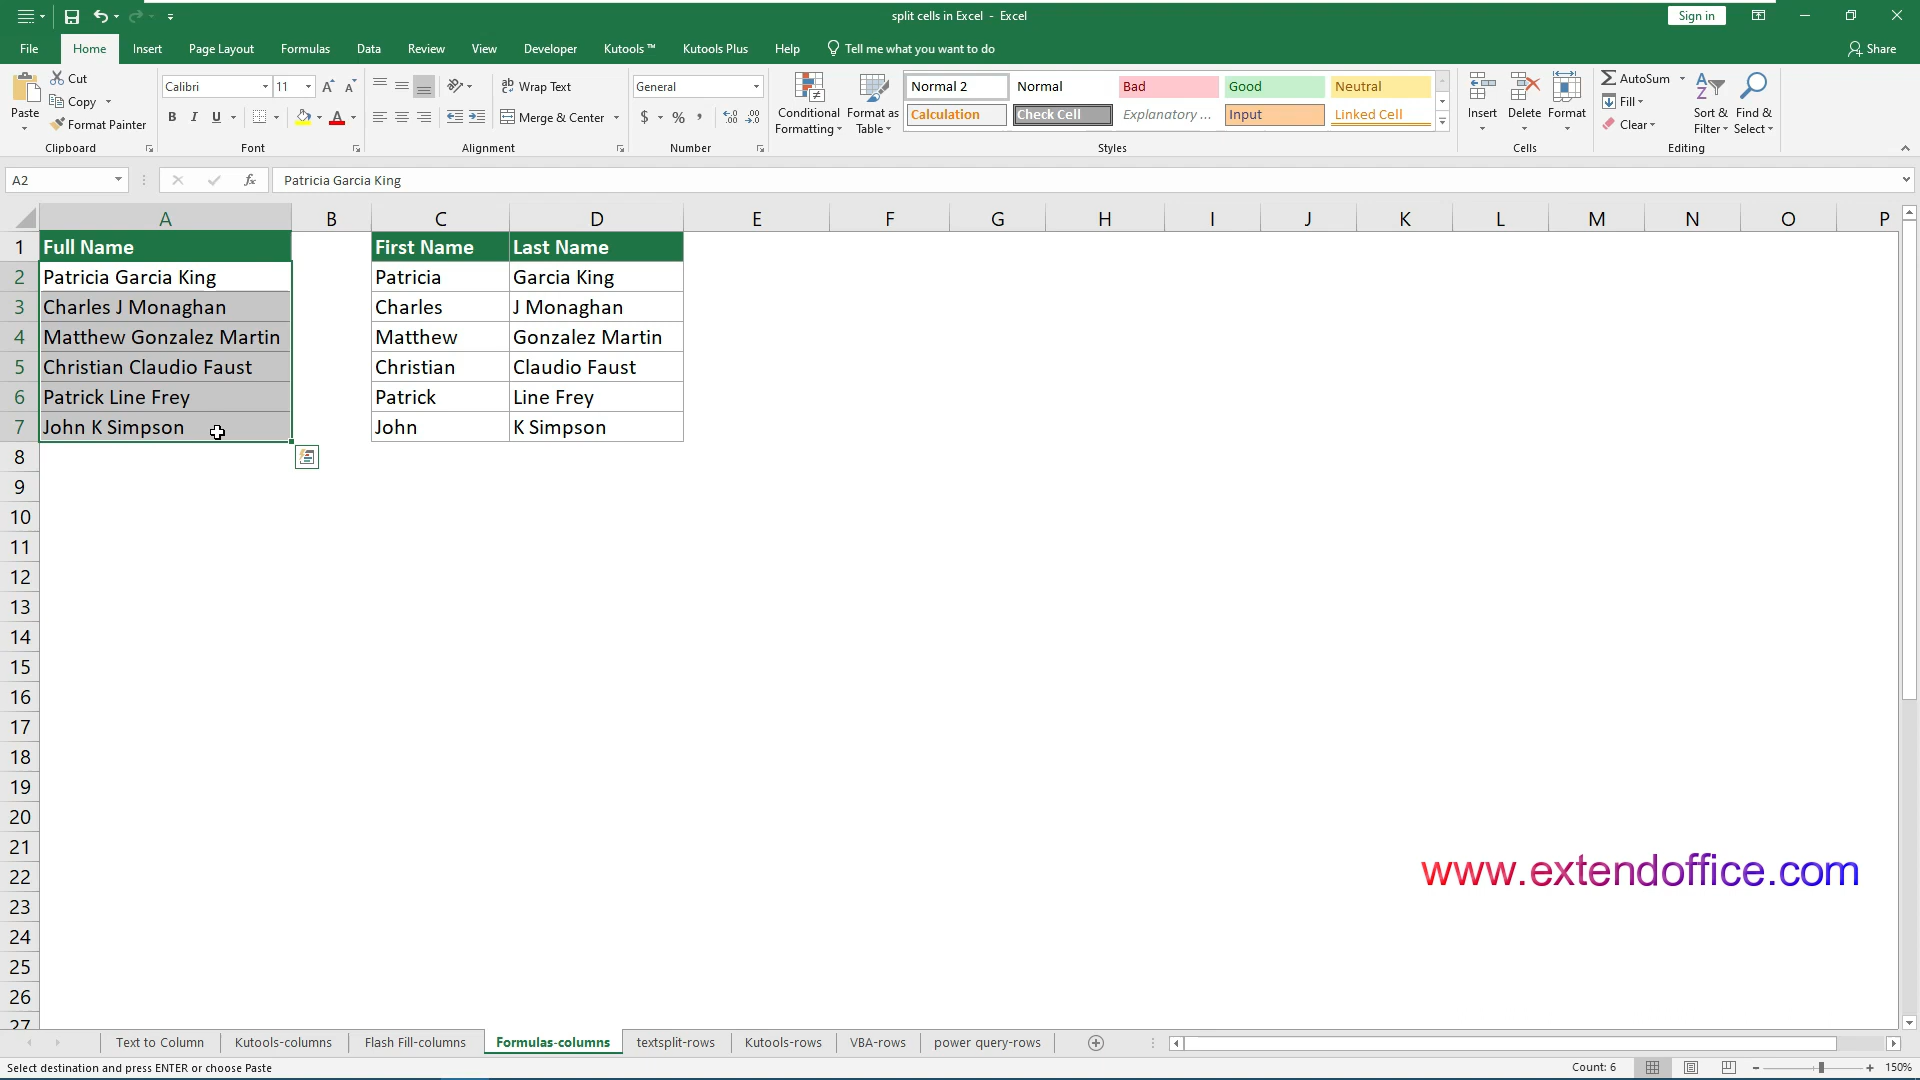 split cells in Excel - Excel
Sign in
File Home Insert Page Layout Formulas Data Review View Developer Kutools ™ Kutools Plus Help Tell me what you want to do Share
Paste
Cut
Copy
Format Painter
Clipboard
Calibri 11
B I U
Font
Wrap Text
Merge & Center
Alignment
General
$ % ,
Number
Conditional Formatting
Format as Table
Normal 2 Normal Bad Good Neutral
Calculation Check Cell Explanatory ... Input Linked Cell
Styles
Insert Delete Format
Cells
AutoSum
Fill
Clear
Sort & Filter
Find & Select
Editing
A2 fx Patricia Garcia King
A B C D E F G H I J K L M N O P
1 Full Name First Name Last Name
2 Patricia Garcia King Patricia Garcia King
3 Charles J Monaghan Charles J Monaghan
4 Matthew Gonzalez Martin Matthew Gonzalez Martin
5 Christian Claudio Faust Christian Claudio Faust
6 Patrick Line Frey Patrick Line Frey
7 John K Simpson John K Simpson
8
9
10
11
12
13
14
15
16
17
18
19
20
21
22
23
24
25
26
27
www.extendoffice.com
Text to Column Kutools-columns Flash Fill-columns Formulas-columns textsplit-rows Kutools-rows VBA-rows power query-rows
Select destination and press ENTER or choose Paste Count: 6 150%